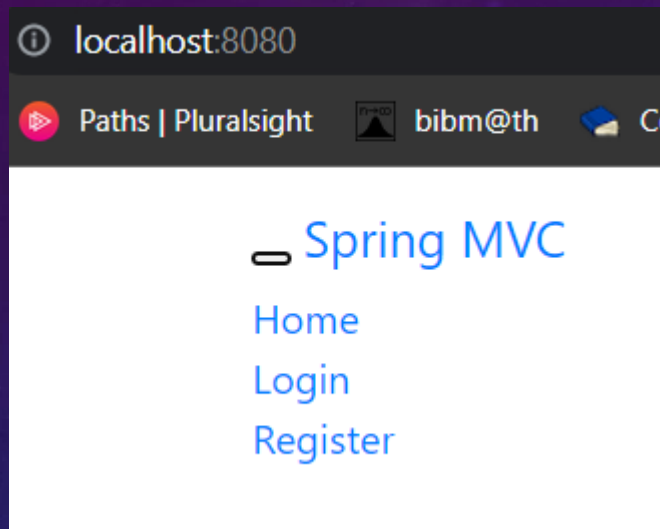 localhost:8080
Paths | Pluralsight bibm@th
Spring MVC
Home
Login
Register